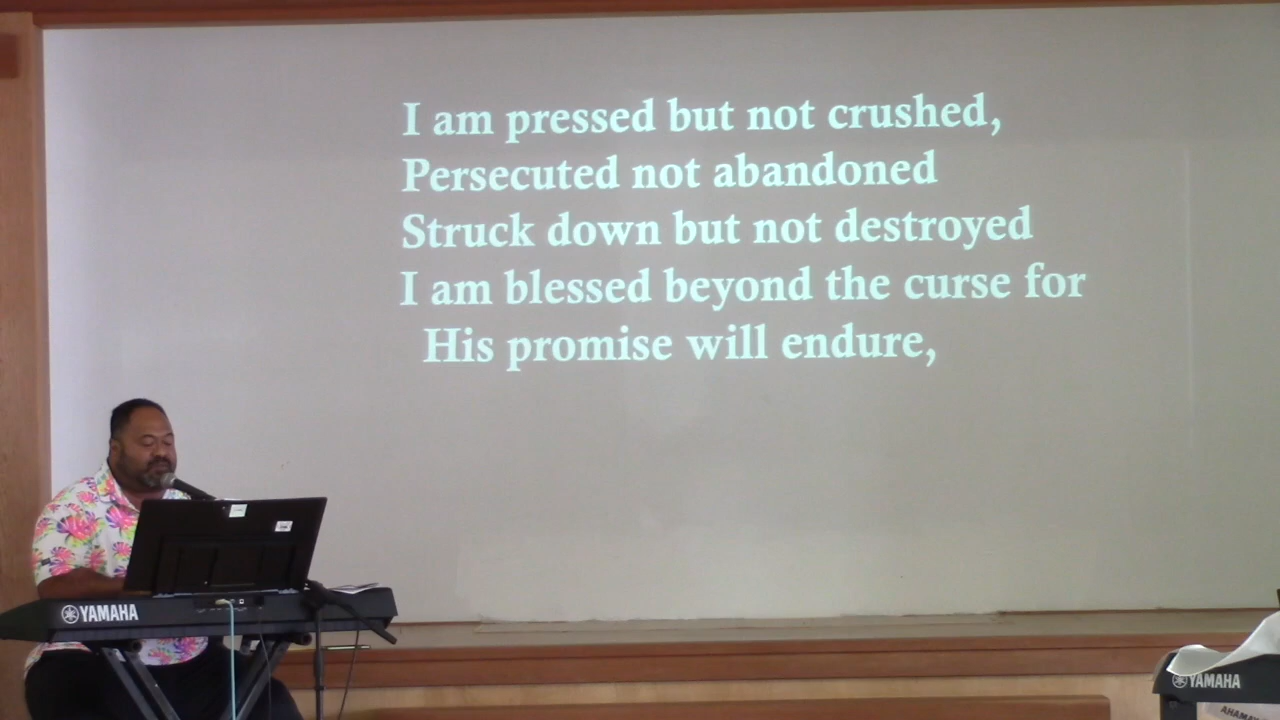 I am pressed but not crushed,
Persecuted not abandoned
Struck down but not destroyed
I am blessed beyond the curse for
His promise will endure,
YAMAHA
YAMAHA